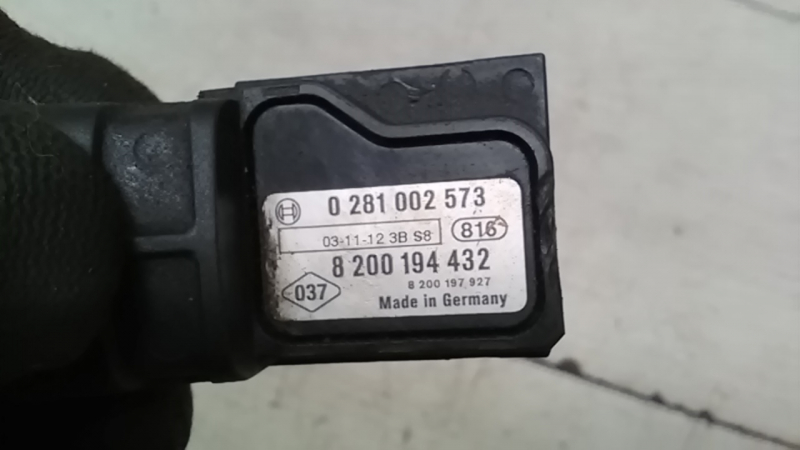 0 281 002 573
03-11-12 3B S8 816
8 200 194 432
8 200 197 927
037
Made in Germany